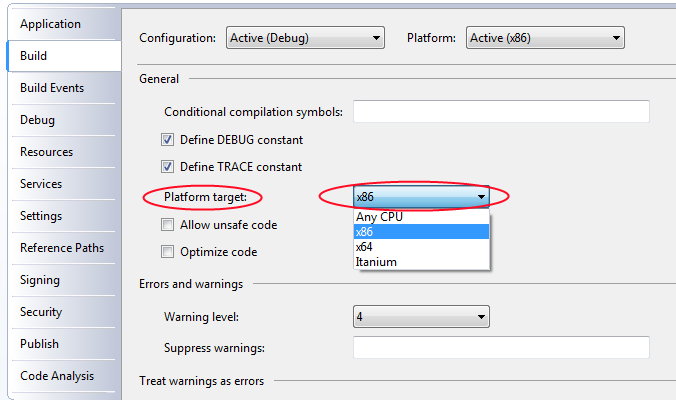 Application
Build
Build Events
Debug
Resources
Services
Settings
Reference Paths
Signing
Security
Publish
Code Analysis
Configuration: Active (Debug) Platform: Active (x86)
General
Conditional compilation symbols:
Define DEBUG constant
Define TRACE constant
Platform target: x86
Any CPU
x86
x64
Itanium
Allow unsafe code
Optimize code
Errors and warnings
Warning level: 4
Suppress warnings:
Treat warnings as errors